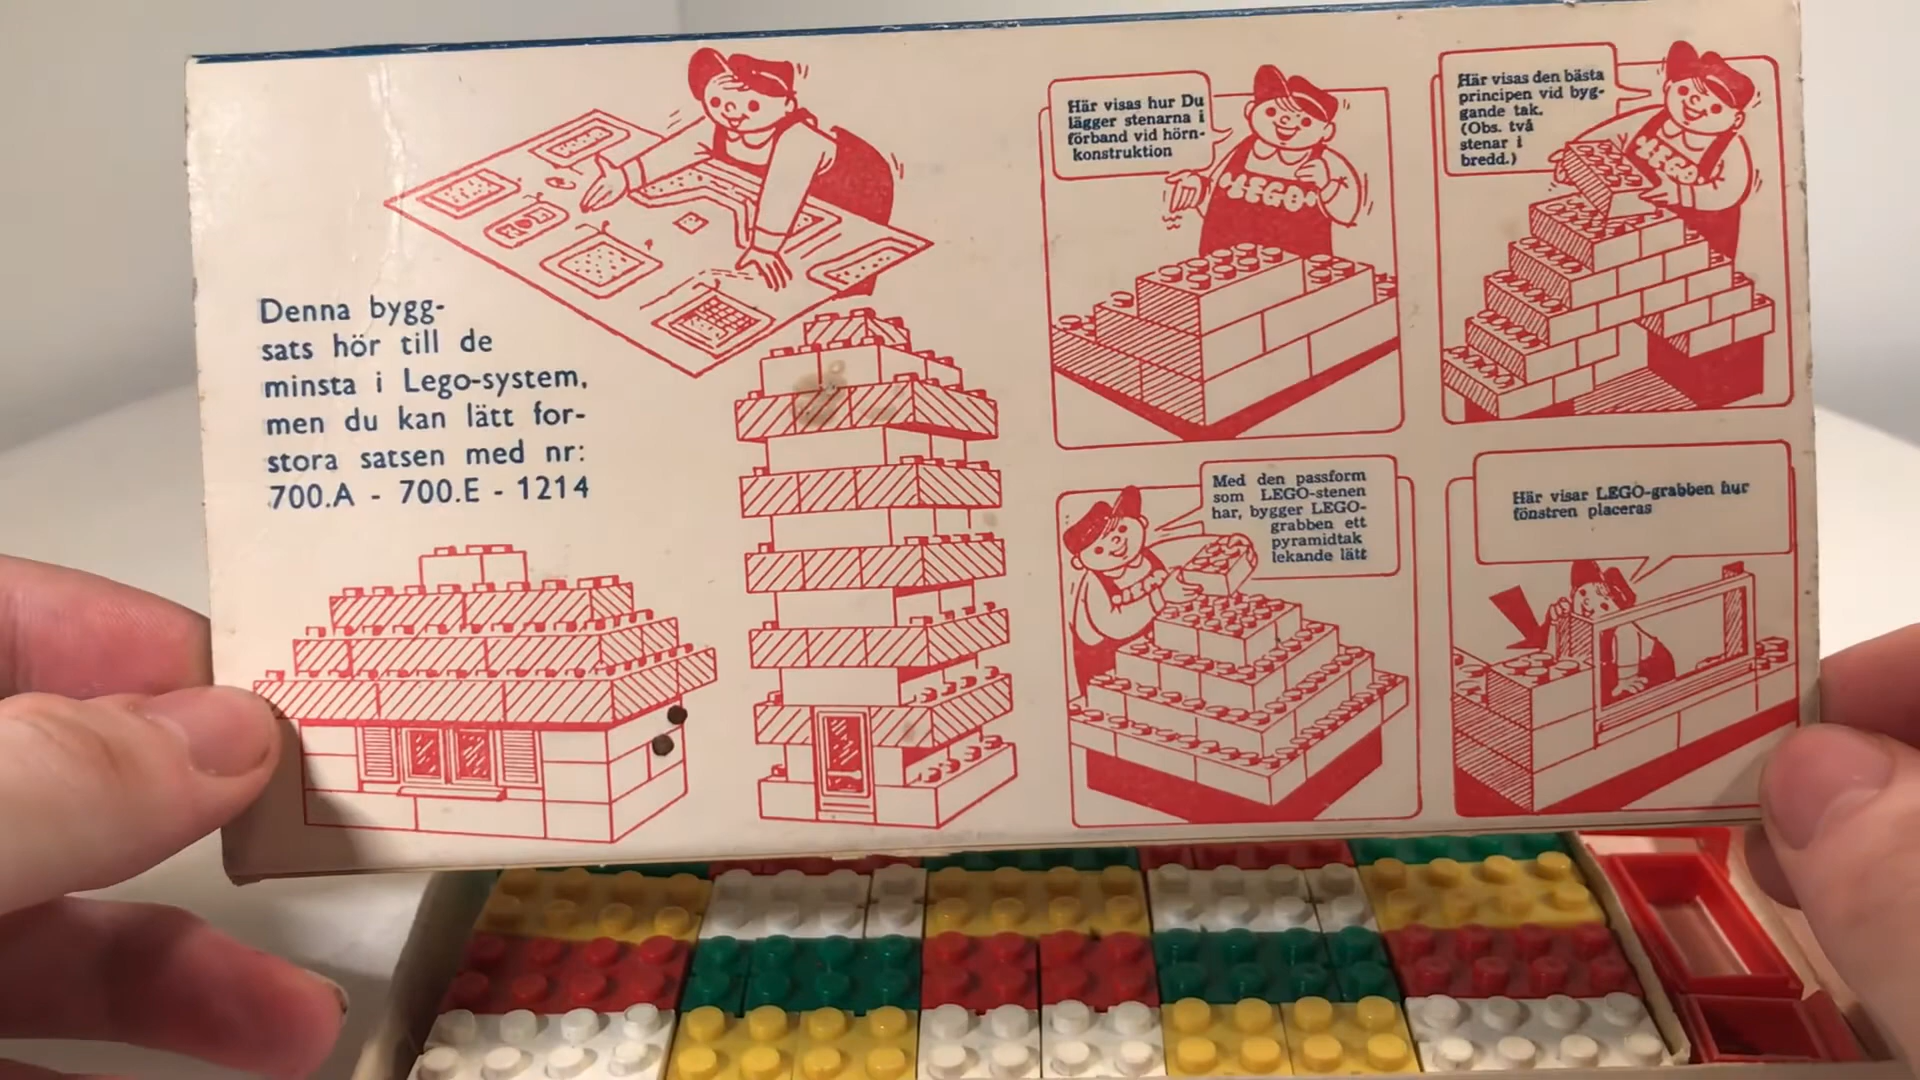 Denna bygg-
sats hör till de
minsta i Lego-system,
men du kan lätt for-
stora satsen med nr:
700.A - 700.E - 1214
Här visas hur Du
lägger stenarna i
förband vid hörn-
konstruktion
LEGO
Här visas den bästa
principen vid byg-
gande tak.
(Obs. två
stenar i
bredd.)
LEGO
Med den passform
som LEGO-stenen
har, bygger LEGO-
grabben ett
pyramidtak
lekande lätt
LEGO
Här visar LEGO-grabben hur
fönstren placeras